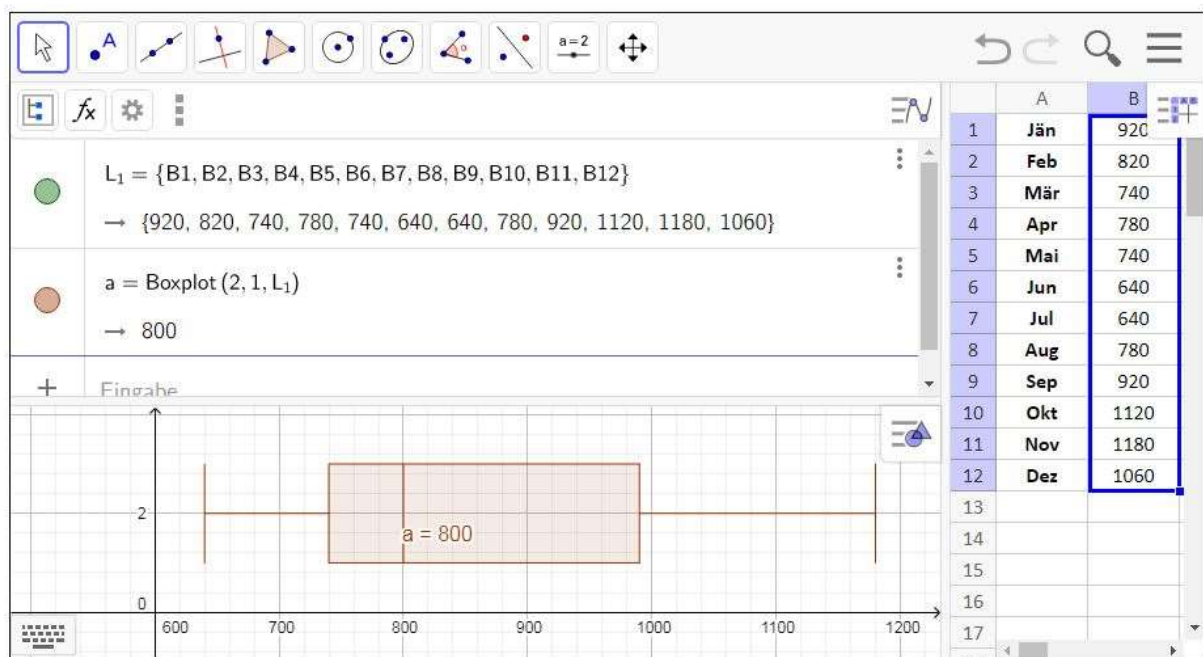 A
a=2
fx
A B
L₁ = {B1, B2, B3, B4, B5, B6, B7, B8, B9, B10, B11, B12}
→ {920, 820, 740, 780, 740, 640, 640, 780, 920, 1120, 1180, 1060}
a = Boxplot (2, 1, L₁)
→ 800
+ Eingabe
1 Jän 920
2 Feb 820
3 Mär 740
4 Apr 780
5 Mai 740
6 Jun 640
7 Jul 640
8 Aug 780
9 Sep 920
10 Okt 1120
11 Nov 1180
12 Dez 1060
13
14
15
16
17
2
a = 800
0
600 700 800 900 1000 1100 1200